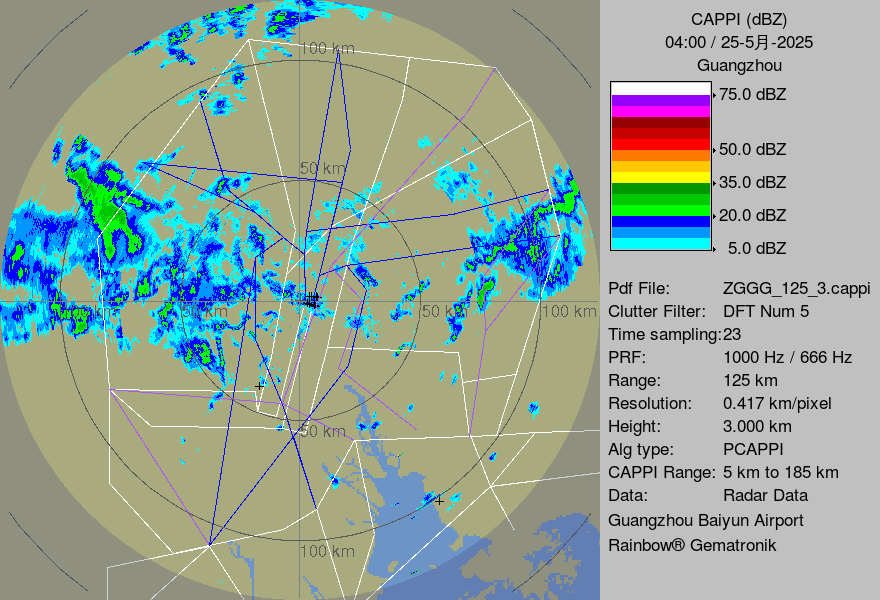 CAPPI (dBZ)
04:00 / 25-5月-2025
Guangzhou
75.0 dBZ
50.0 dBZ
35.0 dBZ
20.0 dBZ
5.0 dBZ
Pdf File: ZGGG_125_3.cappi
Clutter Filter: DFT Num 5
Time sampling:23
PRF: 1000 Hz / 666 Hz
Range: 125 km
Resolution: 0.417 km/pixel
Height: 3.000 km
Alg type: PCAPPI
CAPPI Range: 5 km to 185 km
Data: Radar Data
Guangzhou Baiyun Airport
Rainbow® Gematronik
100 km
50 km
100 km
50 km
50 km
100 km
50 km
100 km